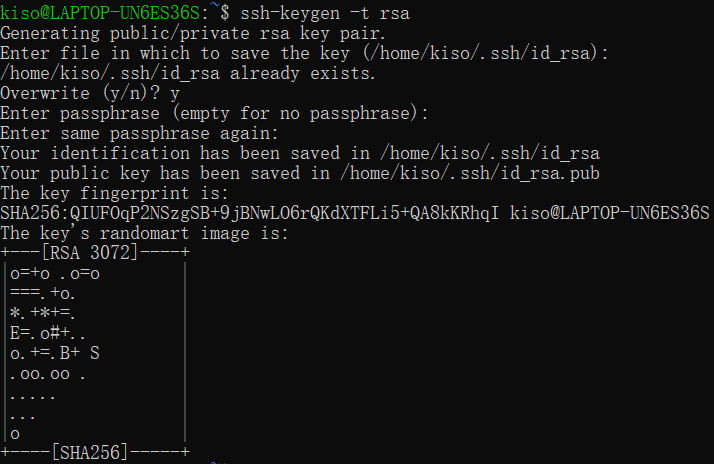 kiso@LAPTOP-UN6ES36S:~$ ssh-keygen -t rsa
Generating public/private rsa key pair.
Enter file in which to save the key (/home/kiso/.ssh/id_rsa):
/home/kiso/.ssh/id_rsa already exists.
Overwrite (y/n)? y
Enter passphrase (empty for no passphrase):
Enter same passphrase again:
Your identification has been saved in /home/kiso/.ssh/id_rsa
Your public key has been saved in /home/kiso/.ssh/id_rsa.pub
The key fingerprint is:
SHA256:QIUFOqP2NSzgSB+9jBNwLO6rQKdXTFLi5+QA8kKRhqI kiso@LAPTOP-UN6ES36S
The key's randomart image is:
+---[RSA 3072]----+
|o=+o .o=o        |
|===.+o.          |
|*.+*+=.          |
|E=.o#+..         |
|o.+=.B+ S        |
|.oo.oo .         |
|.....            |
|...              |
|o                |
+----[SHA256]-----+